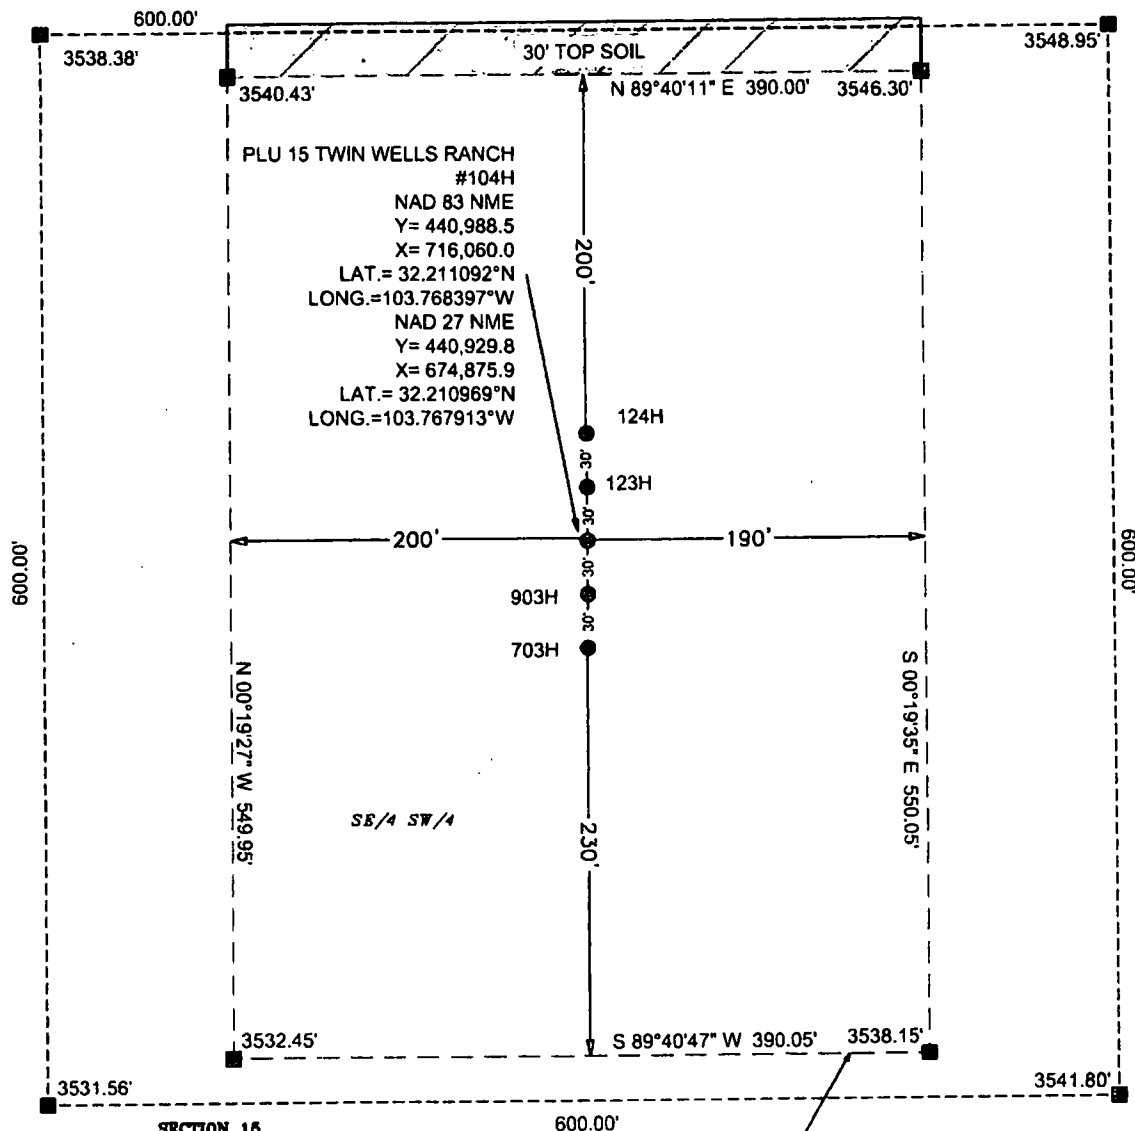 600.00'
3538.38'
3548.95'
30' TOP SOIL
3540.43'
N 89°40'11" E 390.00'
3546.30'
PLU 15 TWIN WELLS RANCH
#104H
NAD 83 NME
Y= 440,988.5
X= 716,060.0
LAT.= 32.211092°N
LONG.=103.768397°W
NAD 27 NME
Y= 440,929.8
X= 674,875.9
LAT.= 32.210969°N
LONG.=103.767913°W
200'
124H
30'
123H
30'
200'
190'
600.00'
600.00'
30'
903H
30'
703H
N 00°19'27" W 549.95'
S 00°19'35" E 550.05'
SE/4 SW/4
230'
3532.45'
S 89°40'47" W 390.05'
3538.15'
3531.56'
3541.80'
SECTION 15
600.00'